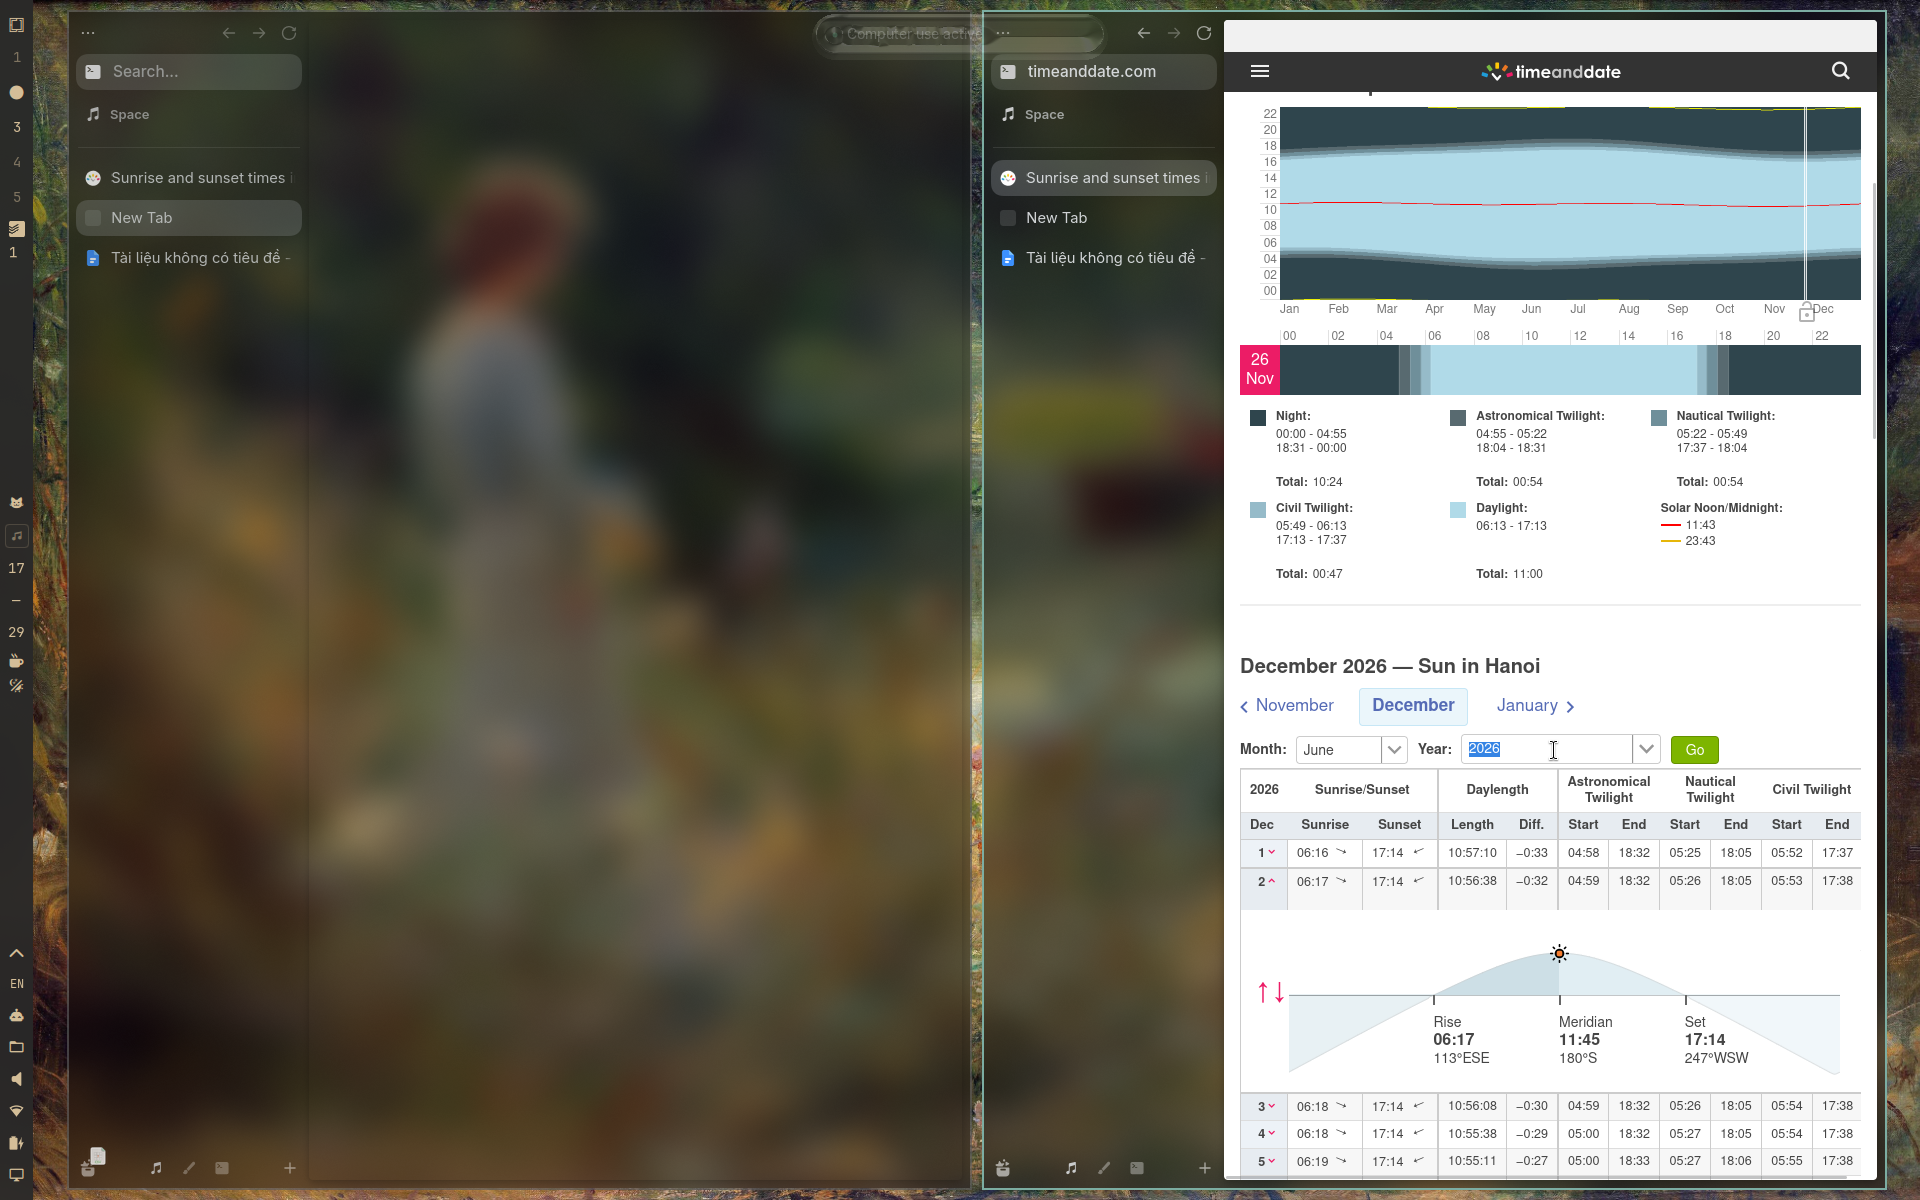 1
3
4
5
1
17
29
EN
...
Search...
Space
Sunrise and sunset times i
New Tab
Tài liệu không có tiêu đề -
Computer use active
...
timeanddate.com
Space
Sunrise and sunset times i
New Tab
Tài liệu không có tiêu đề -
timeanddate
22
20
18
16
14
12
10
08
06
04
02
00
Jan Feb Mar Apr May Jun Jul Aug Sep Oct Nov Dec
00 02 04 06 08 10 12 14 16 18 20 22
26
Nov
Night: Astronomical Twilight: Nautical Twilight:
00:00 - 04:55 04:55 - 05:22 05:22 - 05:49
18:31 - 00:00 18:04 - 18:31 17:37 - 18:04
Total: 10:24 Total: 00:54 Total: 00:54
Civil Twilight: Daylight: Solar Noon/Midnight:
05:49 - 06:13 06:13 - 17:13 11:43
17:13 - 17:37 23:43
Total: 00:47 Total: 11:00
December 2026 — Sun in Hanoi
November December January
Month: June Year: 2026 Go
2026 Sunrise/Sunset Daylength Astronomical Twilight Nautical Twilight Civil Twilight
Dec Sunrise Sunset Length Diff. Start End Start End Start End
1 06:16 17:14 10:57:10 −0:33 04:58 18:32 05:25 18:05 05:52 17:37
2 06:17 17:14 10:56:38 −0:32 04:59 18:32 05:26 18:05 05:53 17:38
Rise Meridian Set
06:17 11:45 17:14
113°ESE 180°S 247°WSW
3 06:18 17:14 10:56:08 −0:30 04:59 18:32 05:26 18:05 05:54 17:38
4 06:18 17:14 10:55:38 −0:29 05:00 18:32 05:27 18:05 05:54 17:38
5 06:19 17:14 10:55:11 −0:27 05:00 18:33 05:27 18:06 05:55 17:38